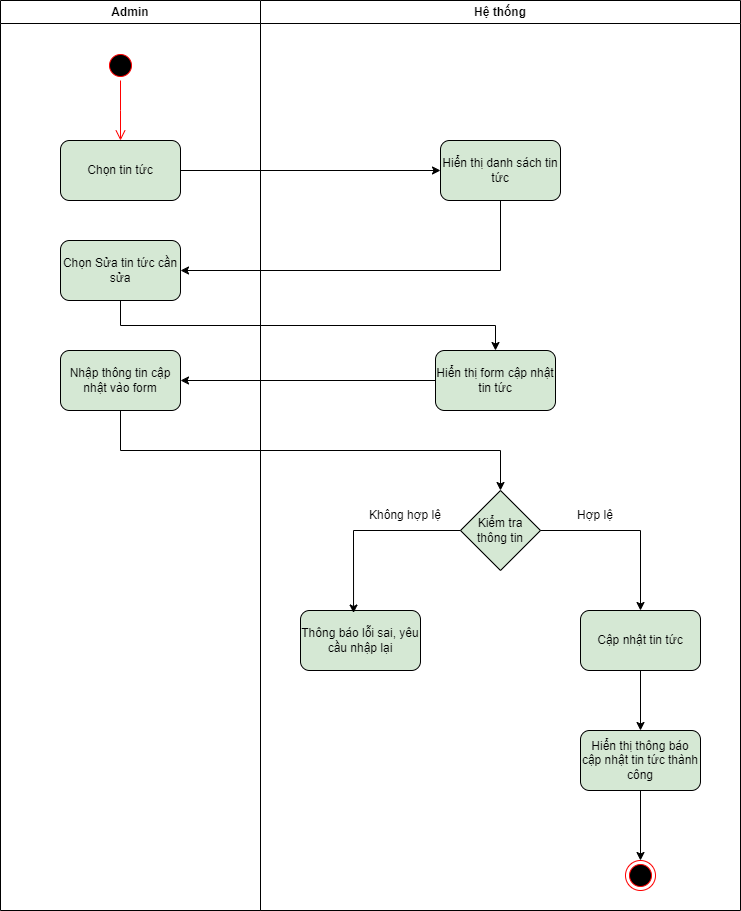 Admin
Hệ thống
Chọn tin tức
Hiển thị danh sách tin
tức
Chọn Sửa tin tức cần
sửa
Nhập thông tin cập
nhật vào form
Hiển thị form cập nhật
tin tức
Không hợp lệ
Kiểm tra
thông tin
Hợp lệ
Thông báo lỗi sai, yêu
cầu nhập lại
Cập nhật tin tức
Hiển thị thông báo
cập nhật tin tức thành
công